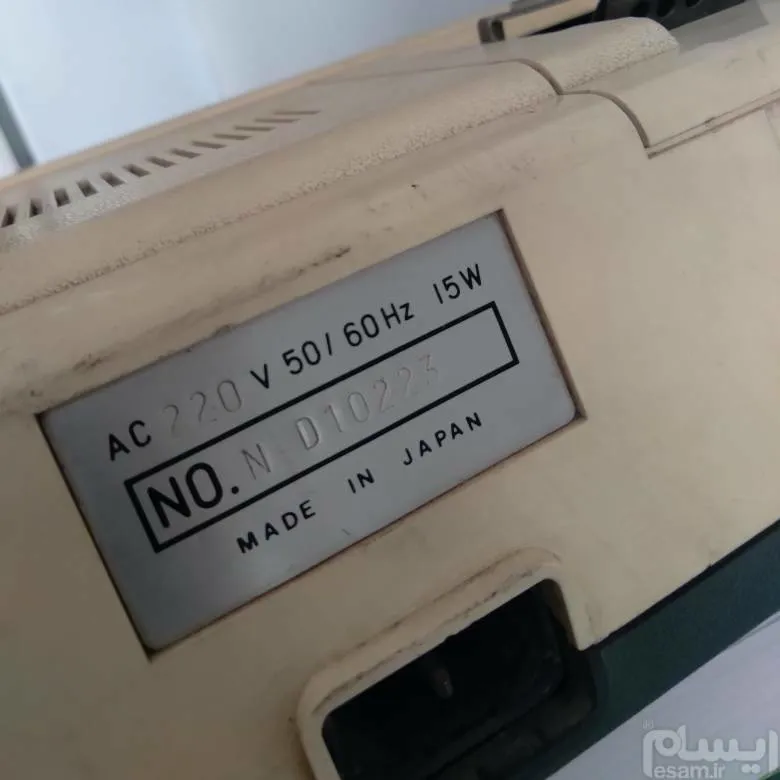 AC 220 V 50/60Hz 15W
NO. N D10223
MADE IN JAPAN
ایسام
esam.ir